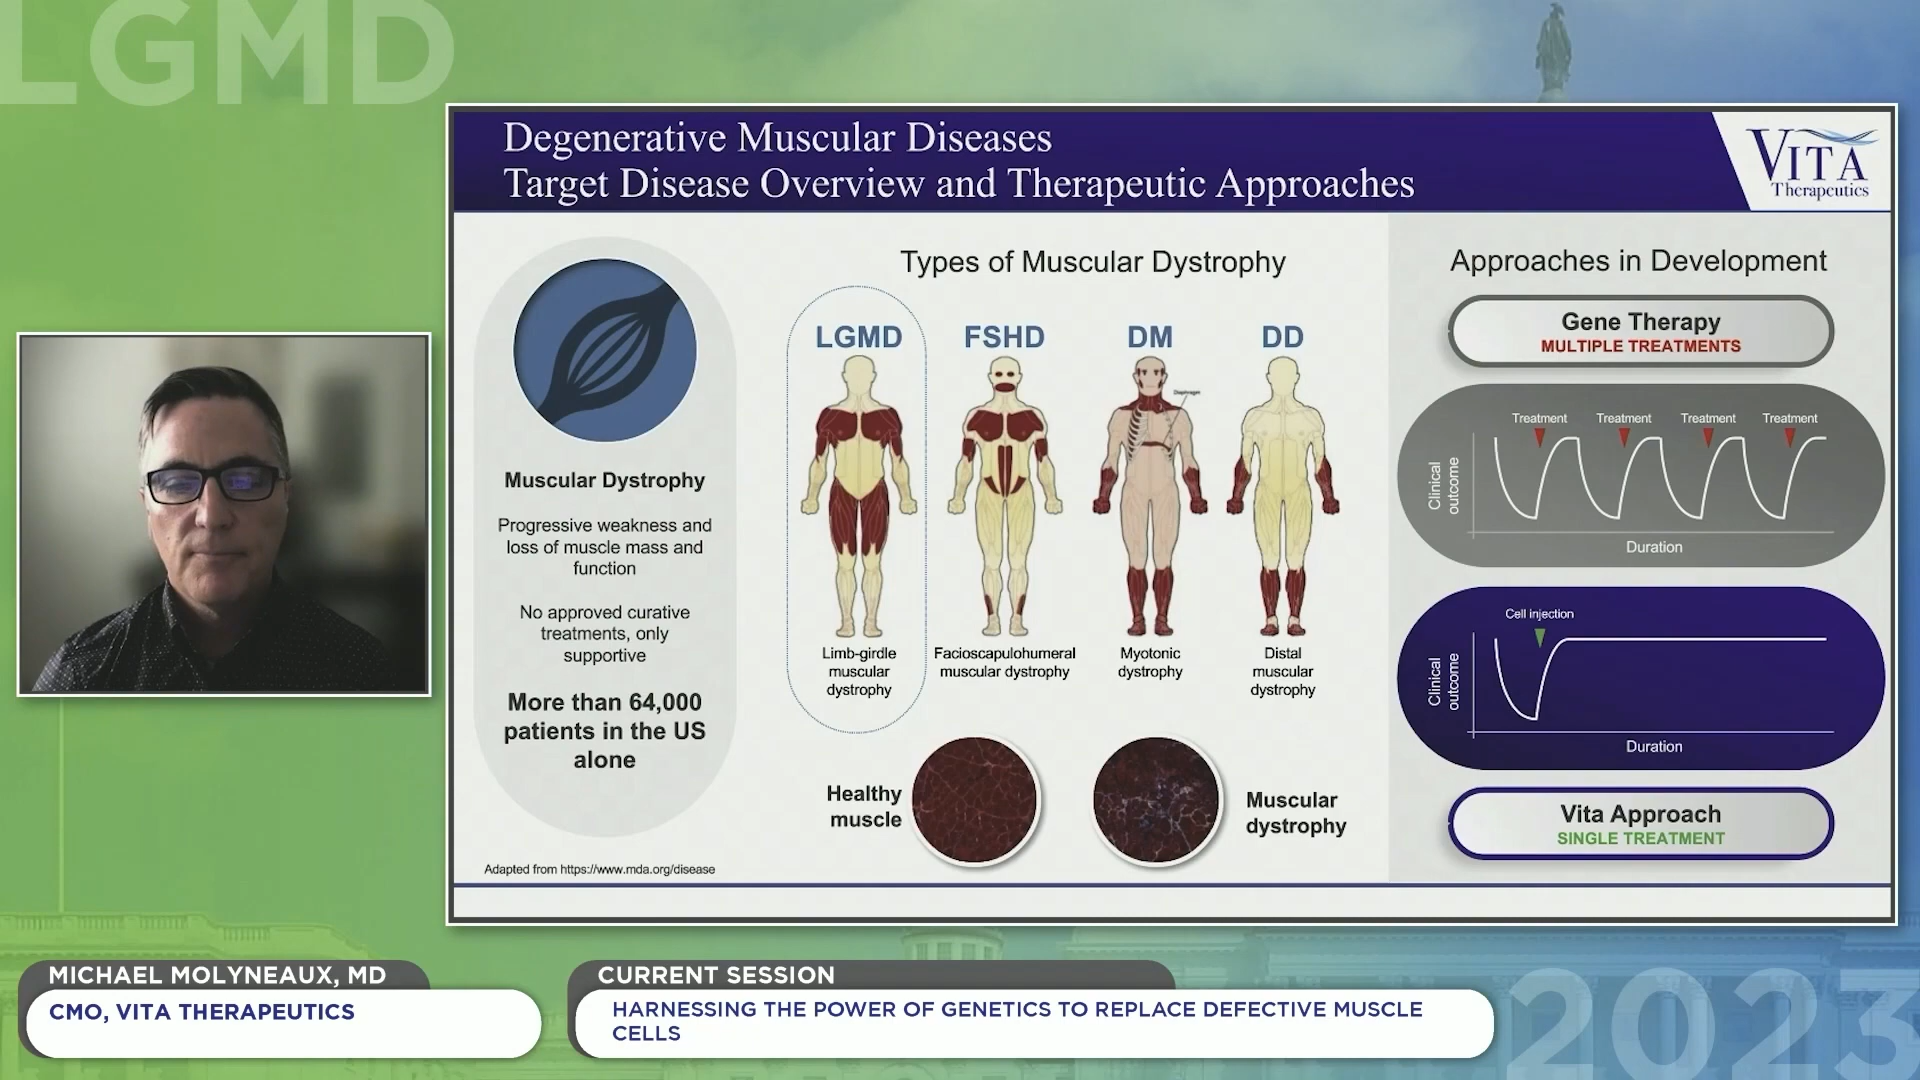 LGMD
Degenerative Muscular Diseases
Target Disease Overview and Therapeutic Approaches
VITA
Therapeutics
Muscular Dystrophy
Progressive weakness and
loss of muscle mass and
function
No approved curative
treatments, only
supportive
More than 64,000
patients in the US
alone
Adapted from https://www.mda.org/disease
Types of Muscular Dystrophy
LGMD
FSHD
DM
DD
Diaphragm
Limb-girdle
muscular
dystrophy
Facioscapulohumeral
muscular dystrophy
Myotonic
dystrophy
Distal
muscular
dystrophy
Healthy
muscle
Muscular
dystrophy
Approaches in Development
Gene Therapy
MULTIPLE TREATMENTS
Treatment
Treatment
Treatment
Treatment
Clinical
outcome
Duration
Cell injection
Clinical
outcome
Duration
Vita Approach
SINGLE TREATMENT
MICHAEL MOLYNEAUX, MD
CMO, VITA THERAPEUTICS
CURRENT SESSION
HARNESSING THE POWER OF GENETICS TO REPLACE DEFECTIVE MUSCLE
CELLS
2023